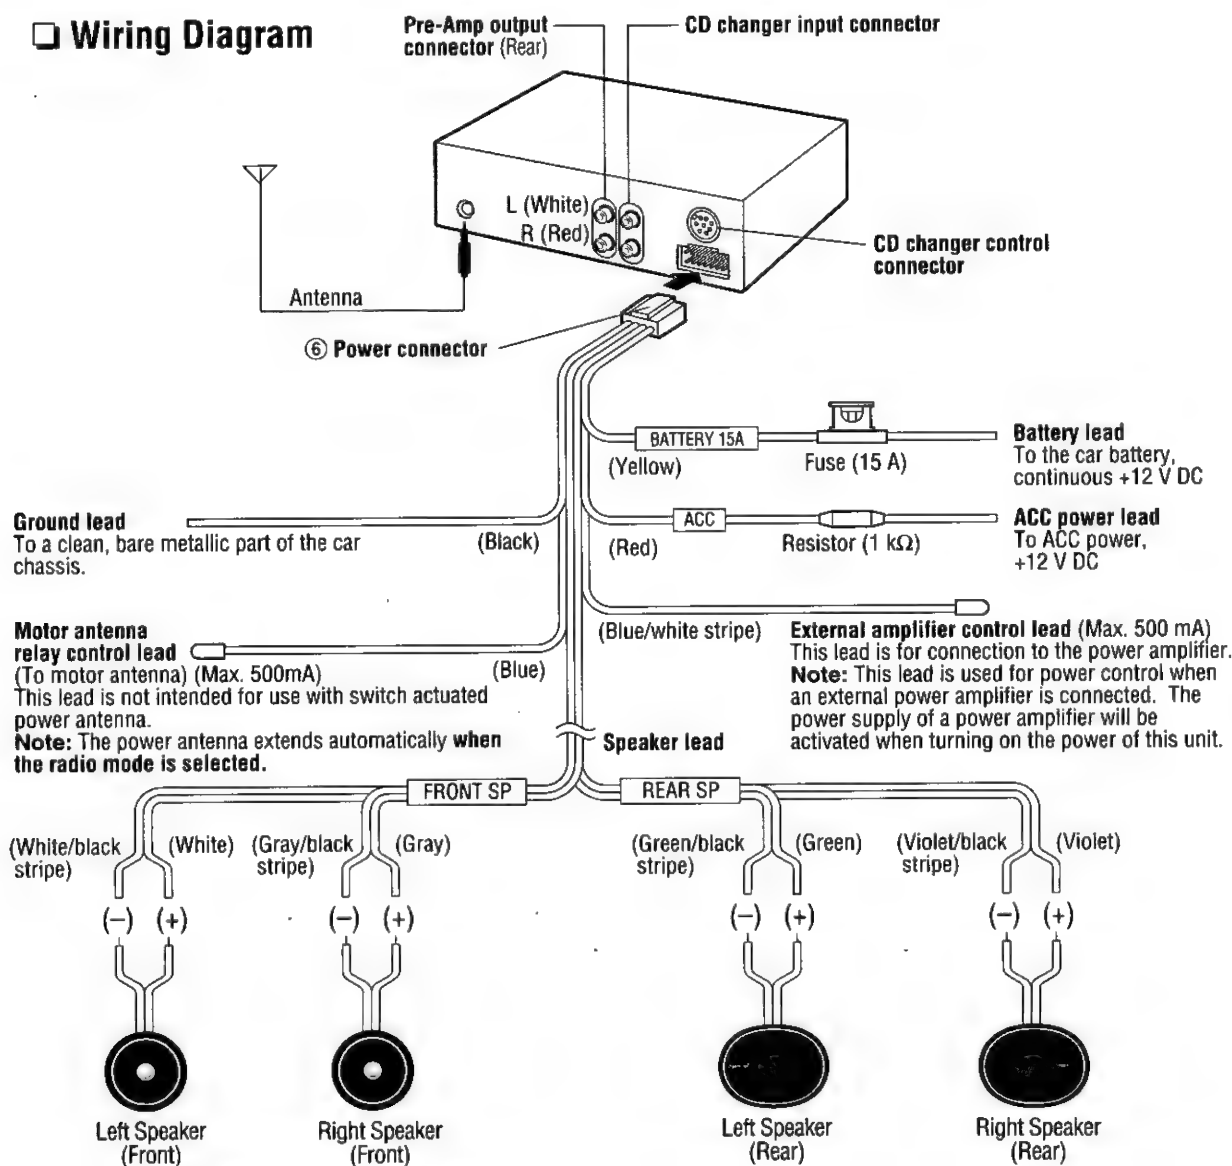 ❏ Wiring Diagram
Pre-Amp output
connector (Rear)
CD changer input connector
L (White)
R (Red)
CD changer control
connector
Antenna
⑥ Power connector
BATTERY 15A
(Yellow)
Fuse (15 A)
Battery lead
To the car battery,
continuous +12 V DC
Ground lead
To a clean, bare metallic part of the car
chassis.
(Black)
ACC
(Red)
Resistor (1 kΩ)
ACC power lead
To ACC power,
+12 V DC
Motor antenna
relay control lead
(To motor antenna) (Max. 500mA)
This lead is not intended for use with switch actuated
power antenna.
Note: The power antenna extends automatically when
the radio mode is selected.
(Blue)
(Blue/white stripe)
External amplifier control lead (Max. 500 mA)
This lead is for connection to the power amplifier.
Note: This lead is used for power control when
an external power amplifier is connected. The
power supply of a power amplifier will be
activated when turning on the power of this unit.
Speaker lead
FRONT SP
REAR SP
(White/black
stripe)
(White)
(Gray/black
stripe)
(Gray)
(Green/black
stripe)
(Green)
(Violet/black
stripe)
(Violet)
(−) (+)
(−) (+)
(−) (+)
(−) (+)
Left Speaker
(Front)
Right Speaker
(Front)
Left Speaker
(Rear)
Right Speaker
(Rear)